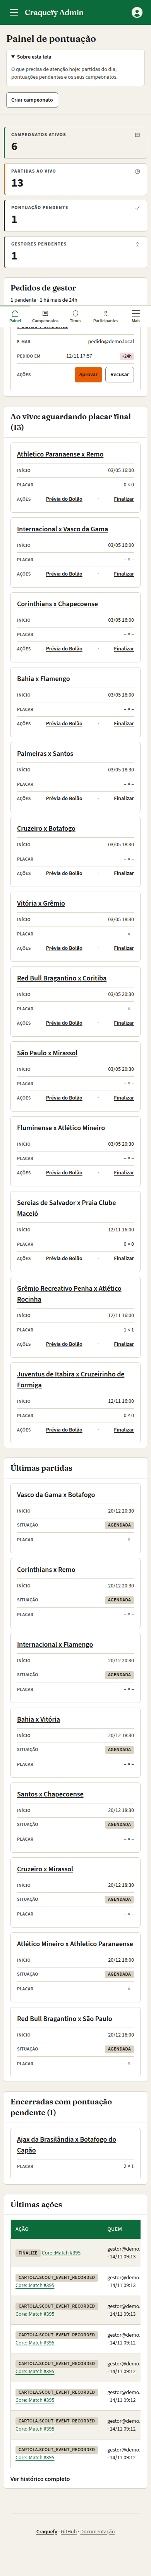 Craquefy Admin
Painel de pontuação
Sobre esta tela
O que precisa de atenção hoje: partidas do dia,
pontuações pendentes e os seus campeonatos.
Criar campeonato
CAMPEONATOS ATIVOS
6
PARTIDAS AO VIVO
13
PONTUAÇÃO PENDENTE
1
GESTORES PENDENTES
1
Pedidos de gestor
1 pendente · 1 há mais de 24h
Painel
Campeonatos
Times
Participantes
Mais
E-MAIL
pedido@demo.local
PEDIDO EM
12/11 17:57
+24h
AÇÕES
Aprovar
Recusar
Ao vivo: aguardando placar final
(13)
Athletico Paranaense x Remo
INÍCIO
03/05 16:00
PLACAR
0 × 0
AÇÕES
Prévia do Bolão · Finalizar
Internacional x Vasco da Gama
INÍCIO
03/05 16:00
PLACAR
– × –
AÇÕES
Prévia do Bolão · Finalizar
Corinthians x Chapecoense
INÍCIO
03/05 16:00
PLACAR
– × –
AÇÕES
Prévia do Bolão · Finalizar
Bahia x Flamengo
INÍCIO
03/05 16:00
PLACAR
– × –
AÇÕES
Prévia do Bolão · Finalizar
Palmeiras x Santos
INÍCIO
03/05 18:30
PLACAR
– × –
AÇÕES
Prévia do Bolão · Finalizar
Cruzeiro x Botafogo
INÍCIO
03/05 18:30
PLACAR
– × –
AÇÕES
Prévia do Bolão · Finalizar
Vitória x Grêmio
INÍCIO
03/05 18:30
PLACAR
– × –
AÇÕES
Prévia do Bolão · Finalizar
Red Bull Bragantino x Coritiba
INÍCIO
03/05 20:30
PLACAR
– × –
AÇÕES
Prévia do Bolão · Finalizar
São Paulo x Mirassol
INÍCIO
03/05 20:30
PLACAR
– × –
AÇÕES
Prévia do Bolão · Finalizar
Fluminense x Atlético Mineiro
INÍCIO
03/05 20:30
PLACAR
– × –
AÇÕES
Prévia do Bolão · Finalizar
Sereias de Salvador x Praia Clube
Maceió
INÍCIO
12/11 16:00
PLACAR
0 × 0
AÇÕES
Prévia do Bolão · Finalizar
Grêmio Recreativo Penha x Atlético
Rocinha
INÍCIO
12/11 16:00
PLACAR
1 × 1
AÇÕES
Prévia do Bolão · Finalizar
Juventus de Itabira x Cruzeirinho de
Formiga
INÍCIO
12/11 16:00
PLACAR
0 × 0
AÇÕES
Prévia do Bolão · Finalizar
Últimas partidas
Vasco da Gama x Botafogo
INÍCIO
20/12 20:30
SITUAÇÃO
AGENDADA
PLACAR
– × –
Corinthians x Remo
INÍCIO
20/12 20:30
SITUAÇÃO
AGENDADA
PLACAR
– × –
Internacional x Flamengo
INÍCIO
20/12 20:30
SITUAÇÃO
AGENDADA
PLACAR
– × –
Bahia x Vitória
INÍCIO
20/12 18:30
SITUAÇÃO
AGENDADA
PLACAR
– × –
Santos x Chapecoense
INÍCIO
20/12 18:30
SITUAÇÃO
AGENDADA
PLACAR
– × –
Cruzeiro x Mirassol
INÍCIO
20/12 18:30
SITUAÇÃO
AGENDADA
PLACAR
– × –
Atlético Mineiro x Athletico Paranaense
INÍCIO
20/12 16:00
SITUAÇÃO
AGENDADA
PLACAR
– × –
Red Bull Bragantino x São Paulo
INÍCIO
20/12 16:00
SITUAÇÃO
AGENDADA
PLACAR
– × –
Encerradas com pontuação
pendente (1)
Ajax da Brasilândia x Botafogo do
Capão
PLACAR
2 × 1
Últimas ações
AÇÃO
QUEM
FINALIZE Core::Match #395
gestor@demo.
· 14/11 09:13
CARTOLA.SCOUT_EVENT_RECORDED
Core::Match #395
gestor@demo.
· 14/11 09:13
CARTOLA.SCOUT_EVENT_RECORDED
Core::Match #395
gestor@demo.
· 14/11 09:13
CARTOLA.SCOUT_EVENT_RECORDED
Core::Match #395
gestor@demo.
· 14/11 09:12
CARTOLA.SCOUT_EVENT_RECORDED
Core::Match #395
gestor@demo.
· 14/11 09:12
CARTOLA.SCOUT_EVENT_RECORDED
Core::Match #395
gestor@demo.
· 14/11 09:12
CARTOLA.SCOUT_EVENT_RECORDED
Core::Match #395
gestor@demo.
· 14/11 09:12
CARTOLA.SCOUT_EVENT_RECORDED
Core::Match #395
gestor@demo.
· 14/11 09:12
Ver histórico completo
Craquefy · GitHub · Documentação